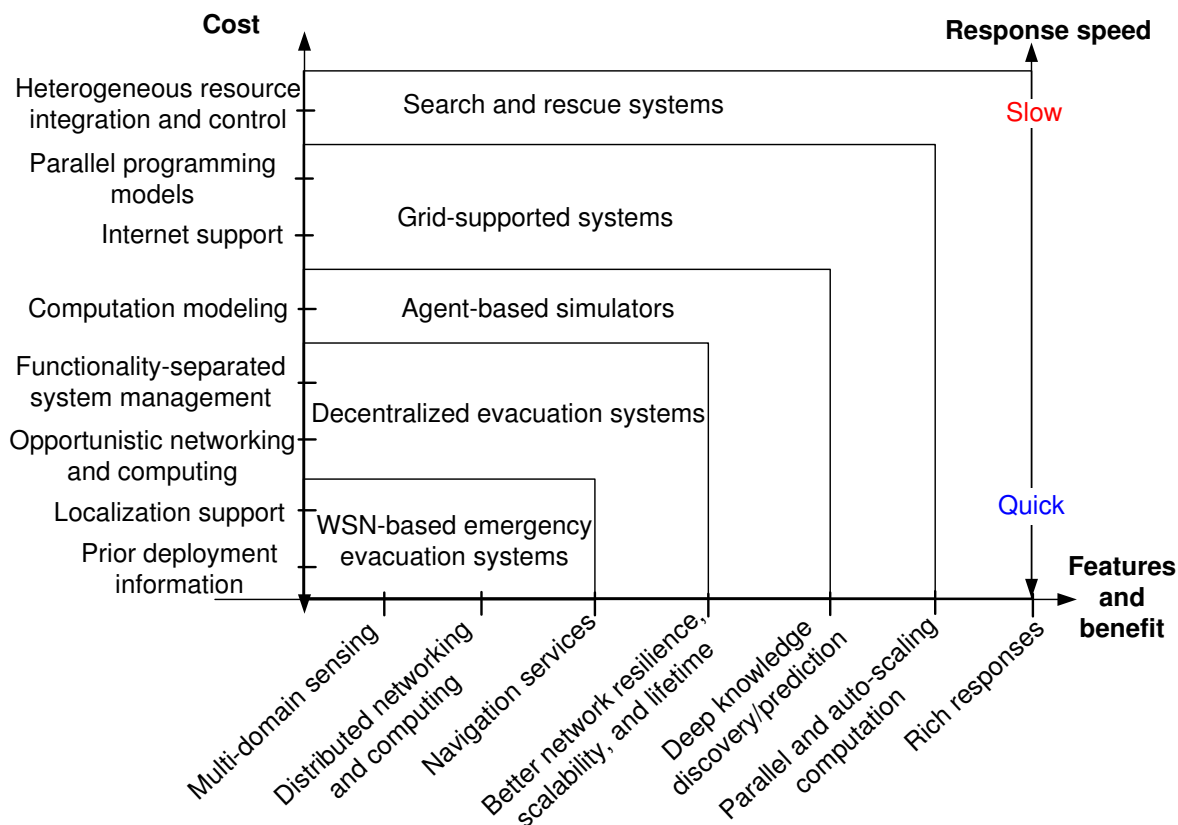 Cost
Response speed
Heterogeneous resource
integration and control
Search and rescue systems
Slow
Parallel programming
models
Grid-supported systems
Internet support
Computation modeling
Agent-based simulators
Functionality-separated
system management
Decentralized evacuation systems
Opportunistic networking
and computing
Quick
Localization support
WSN-based emergency
evacuation systems
Prior deployment
information
Features
and
benefit
Multi-domain sensing
Distributed networking
and computing
Navigation services
Better network resilience,
scalability, and lifetime
Deep knowledge
discovery/prediction
Parallel and auto-scaling
computation
Rich responses